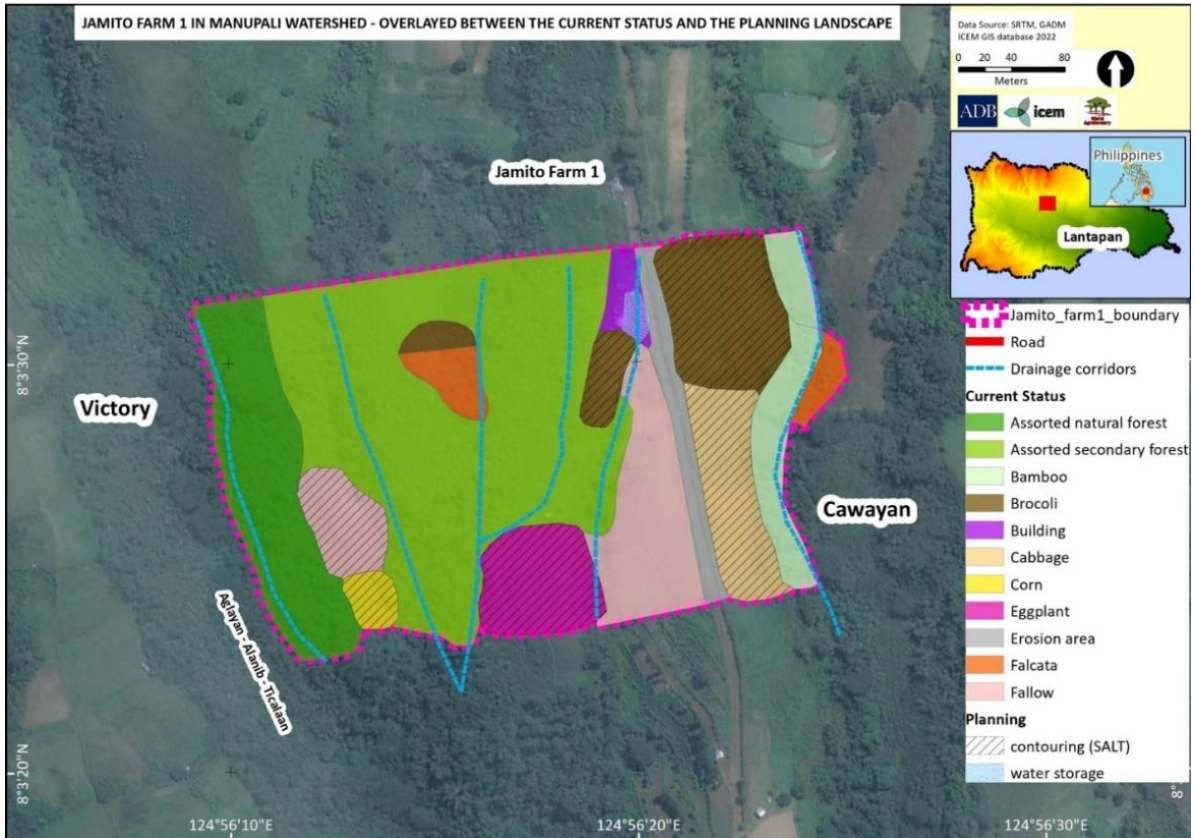 JAMITO FARM 1 IN MANUPALI WATERSHED - OVERLAYED BETWEEN THE CURRENT STATUS AND THE PLANNING LANDSCAPE
Data Source: SRTM, GADM
ICEM GIS database 2022
0 20 40 80
Meters
ADB icem World Agroforestry
Philippines
Lantapan
Jamito Farm 1
Victory
Cawayan
Aglayan - Alanib - Ticalaan
Jamito_farm1_boundary
Road
Drainage corridors
Current Status
Assorted natural forest
Assorted secondary forest
Bamboo
Brocoli
Building
Cabbage
Corn
Eggplant
Erosion area
Falcata
Fallow
Planning
contouring (SALT)
water storage
8°3'30"N
8°3'20"N
124°56'10"E
124°56'20"E
124°56'30"E